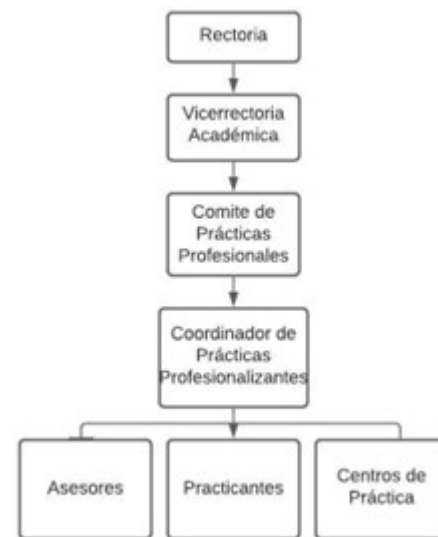 Rectoria
Vicerrectoria
Académica
Comite de
Prácticas
Profesionales
Coordinador de
Prácticas
Profesionalizantes
Asesores
Practicantes
Centros de
Práctica